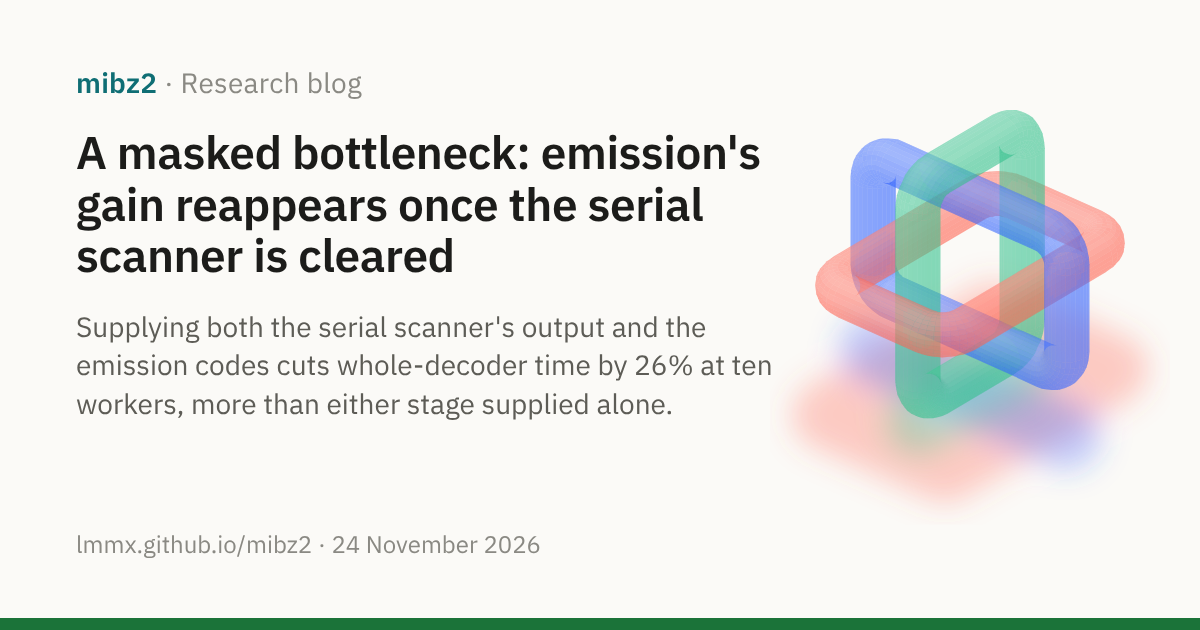 mibz2 · Research blog
A masked bottleneck: emission's
gain reappears once the serial
scanner is cleared
Supplying both the serial scanner's output and the
emission codes cuts whole-decoder time by 26% at ten
workers, more than either stage supplied alone.
lmmx.github.io/mibz2 · 24 November 2026